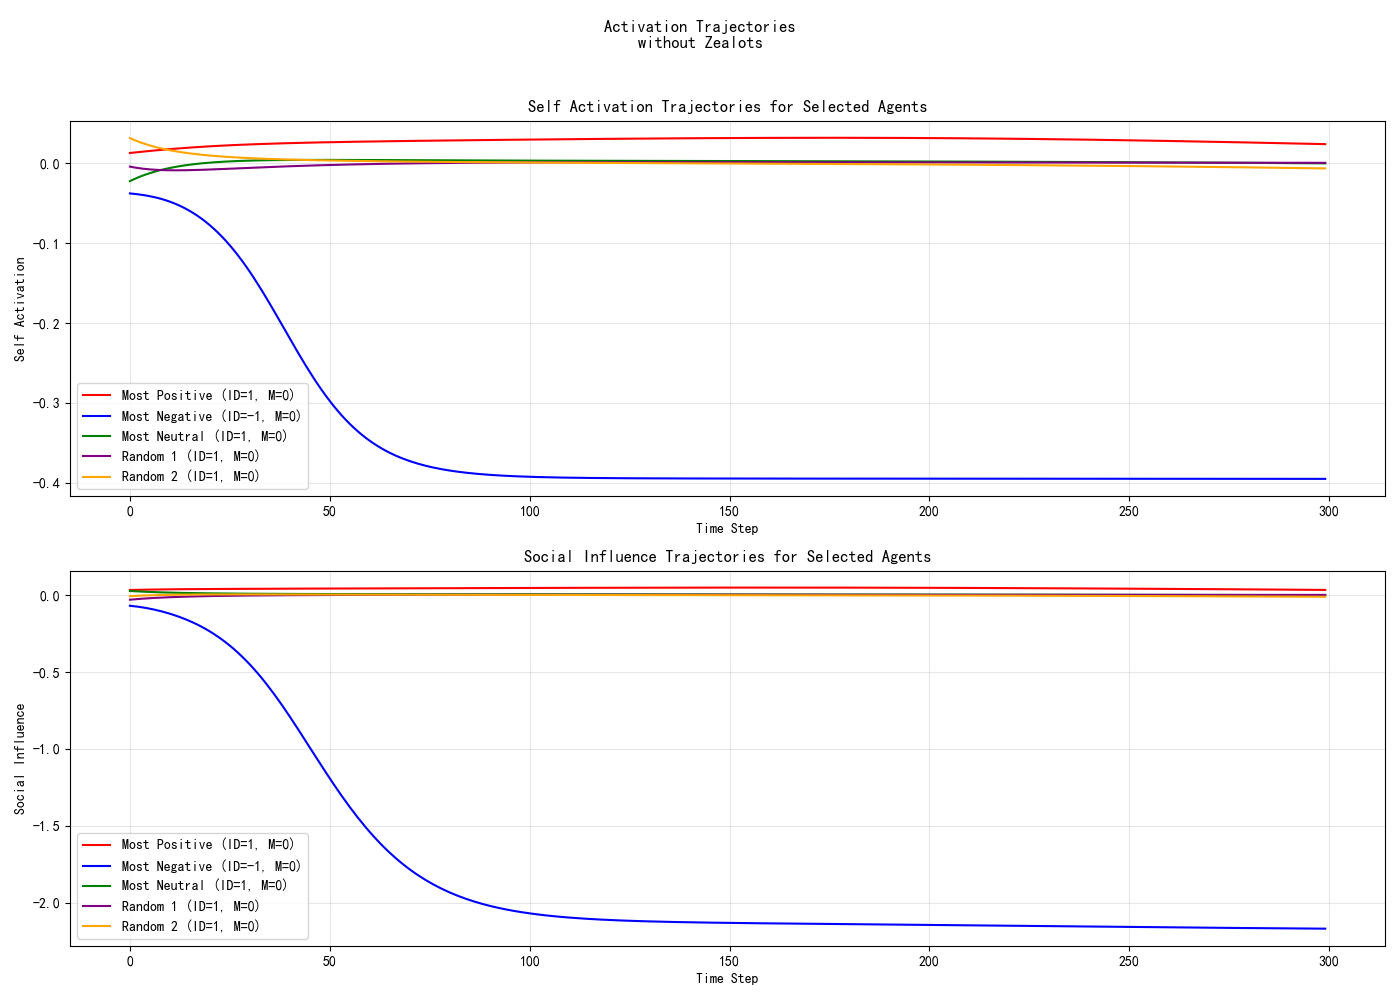 Activation Trajectories
without Zealots
Self Activation Trajectories for Selected Agents
Self Activation
0.0
−0.1
−0.2
−0.3
−0.4
Most Positive (ID=1, M=0)
Most Negative (ID=−1, M=0)
Most Neutral (ID=1, M=0)
Random 1 (ID=1, M=0)
Random 2 (ID=1, M=0)
0 50 100 150 200 250 300
Time Step
Social Influence Trajectories for Selected Agents
Social Influence
0.0
−0.5
−1.0
−1.5
−2.0
Most Positive (ID=1, M=0)
Most Negative (ID=−1, M=0)
Most Neutral (ID=1, M=0)
Random 1 (ID=1, M=0)
Random 2 (ID=1, M=0)
0 50 100 150 200 250 300
Time Step